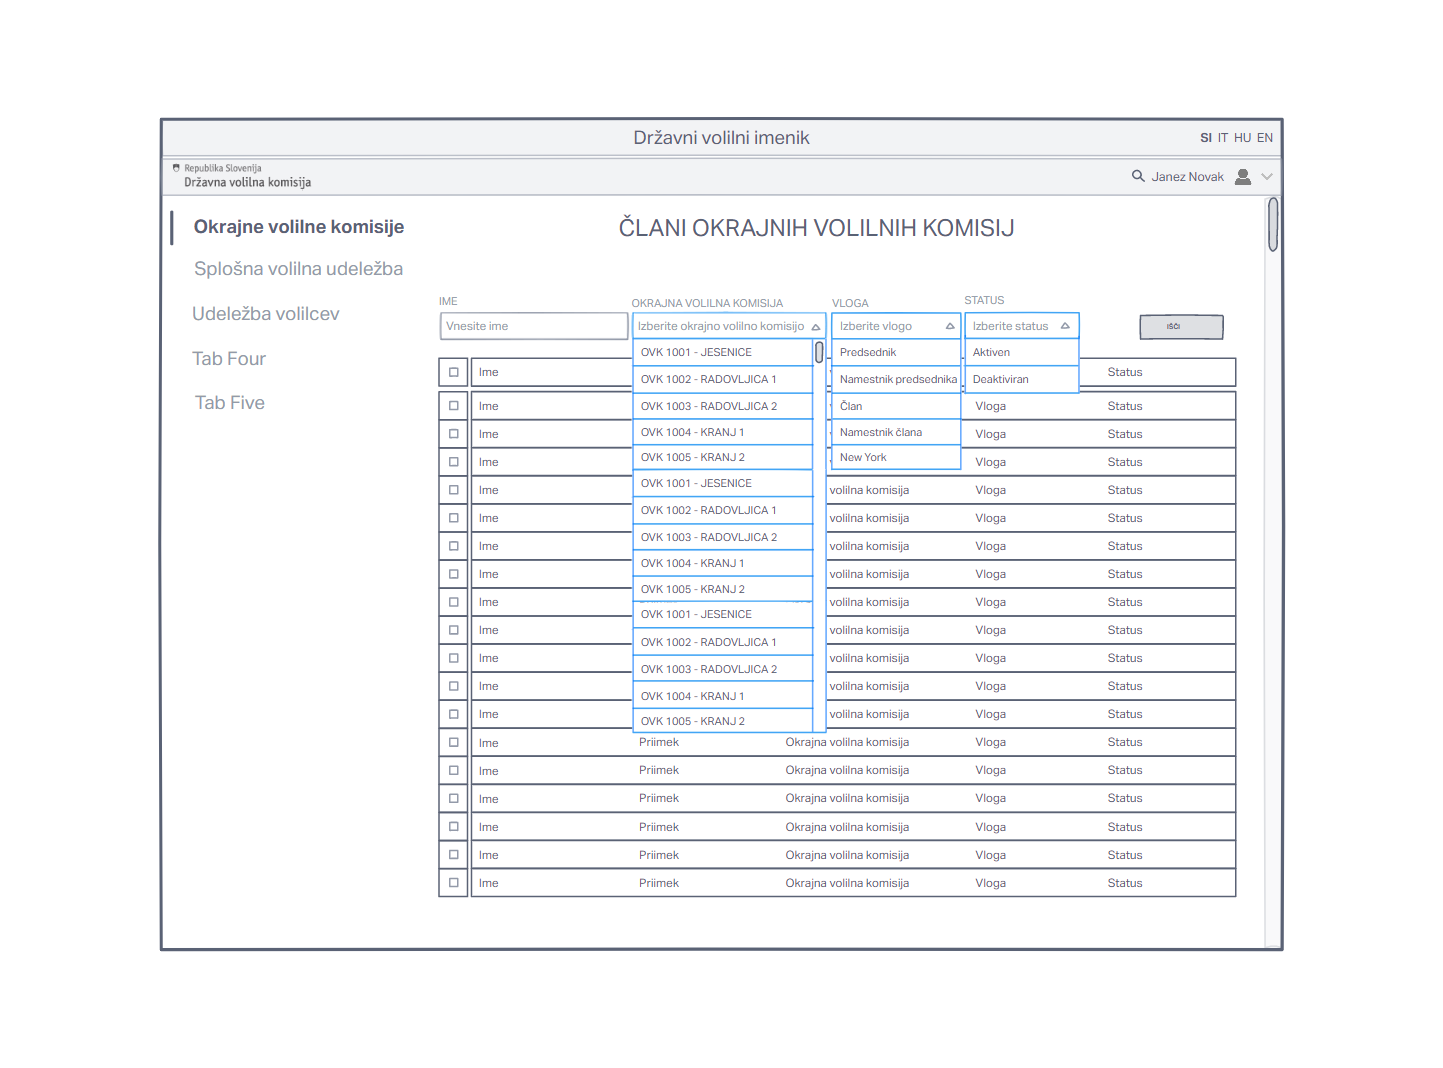 Državni volilni imenik
SI IT HU EN
Republika Slovenija
Državna volilna komisija
Janez Novak
Okrajne volilne komisije
Splošna volilna udeležba
Udeležba volilcev
Tab Four
Tab Five
ČLANI OKRAJNIH VOLILNIH KOMISIJ
IME
OKRAJNA VOLILNA KOMISIJA
VLOGA
STATUS
Vnesite ime
Izberite okrajno volilno komisijo
Izberite vlogo
Izberite status
IŠČI
OVK 1001 - JESENICE
OVK 1002 - RADOVLJICA 1
OVK 1003 - RADOVLJICA 2
OVK 1004 - KRANJ 1
OVK 1005 - KRANJ 2
OVK 1001 - JESENICE
OVK 1002 - RADOVLJICA 1
OVK 1003 - RADOVLJICA 2
OVK 1004 - KRANJ 1
OVK 1005 - KRANJ 2
OVK 1001 - JESENICE
OVK 1002 - RADOVLJICA 1
OVK 1003 - RADOVLJICA 2
OVK 1004 - KRANJ 1
OVK 1005 - KRANJ 2
Predsednik
Namestnik predsednika
Član
Namestnik člana
New York
Aktiven
Deaktiviran
Ime Status
Ime Vloga Status
Ime Vloga Status
Ime Vloga Status
Ime volilna komisija Vloga Status
Ime volilna komisija Vloga Status
Ime volilna komisija Vloga Status
Ime volilna komisija Vloga Status
Ime volilna komisija Vloga Status
Ime volilna komisija Vloga Status
Ime volilna komisija Vloga Status
Ime volilna komisija Vloga Status
Ime volilna komisija Vloga Status
Ime Priimek Okrajna volilna komisija Vloga Status
Ime Priimek Okrajna volilna komisija Vloga Status
Ime Priimek Okrajna volilna komisija Vloga Status
Ime Priimek Okrajna volilna komisija Vloga Status
Ime Priimek Okrajna volilna komisija Vloga Status
Ime Priimek Okrajna volilna komisija Vloga Status